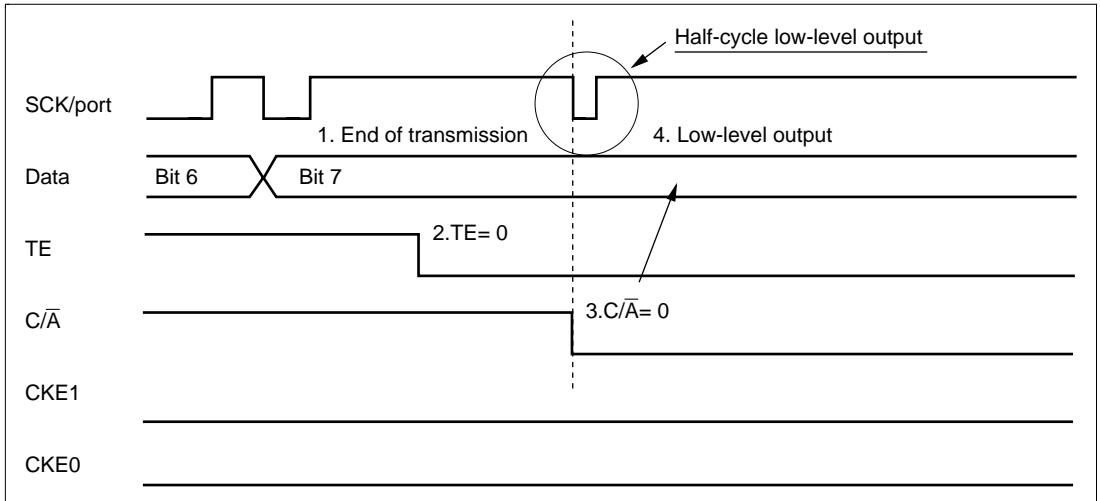 Half-cycle low-level output
SCK/port
1. End of transmission
4. Low-level output
Data
Bit 6
Bit 7
TE
2.TE= 0
C/A̅
3.C/A̅= 0
CKE1
CKE0